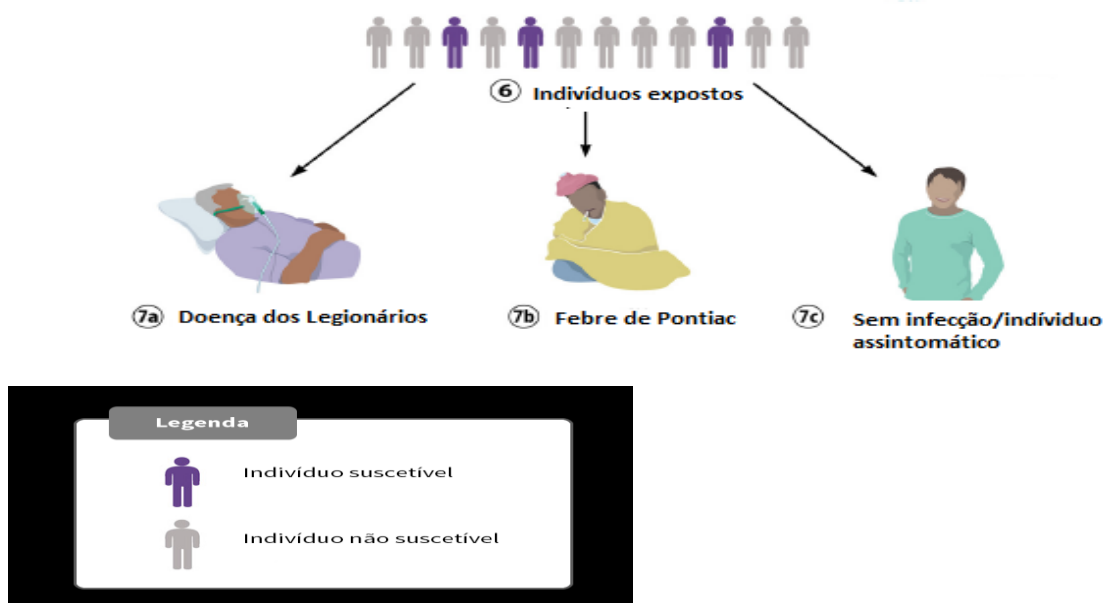 6 Indivíduos expostos
7a Doença dos Legionários
7b Febre de Pontiac
7c Sem infecção/indíviduo
assintomático
Legenda
Indivíduo suscetível
Indivíduo não suscetível